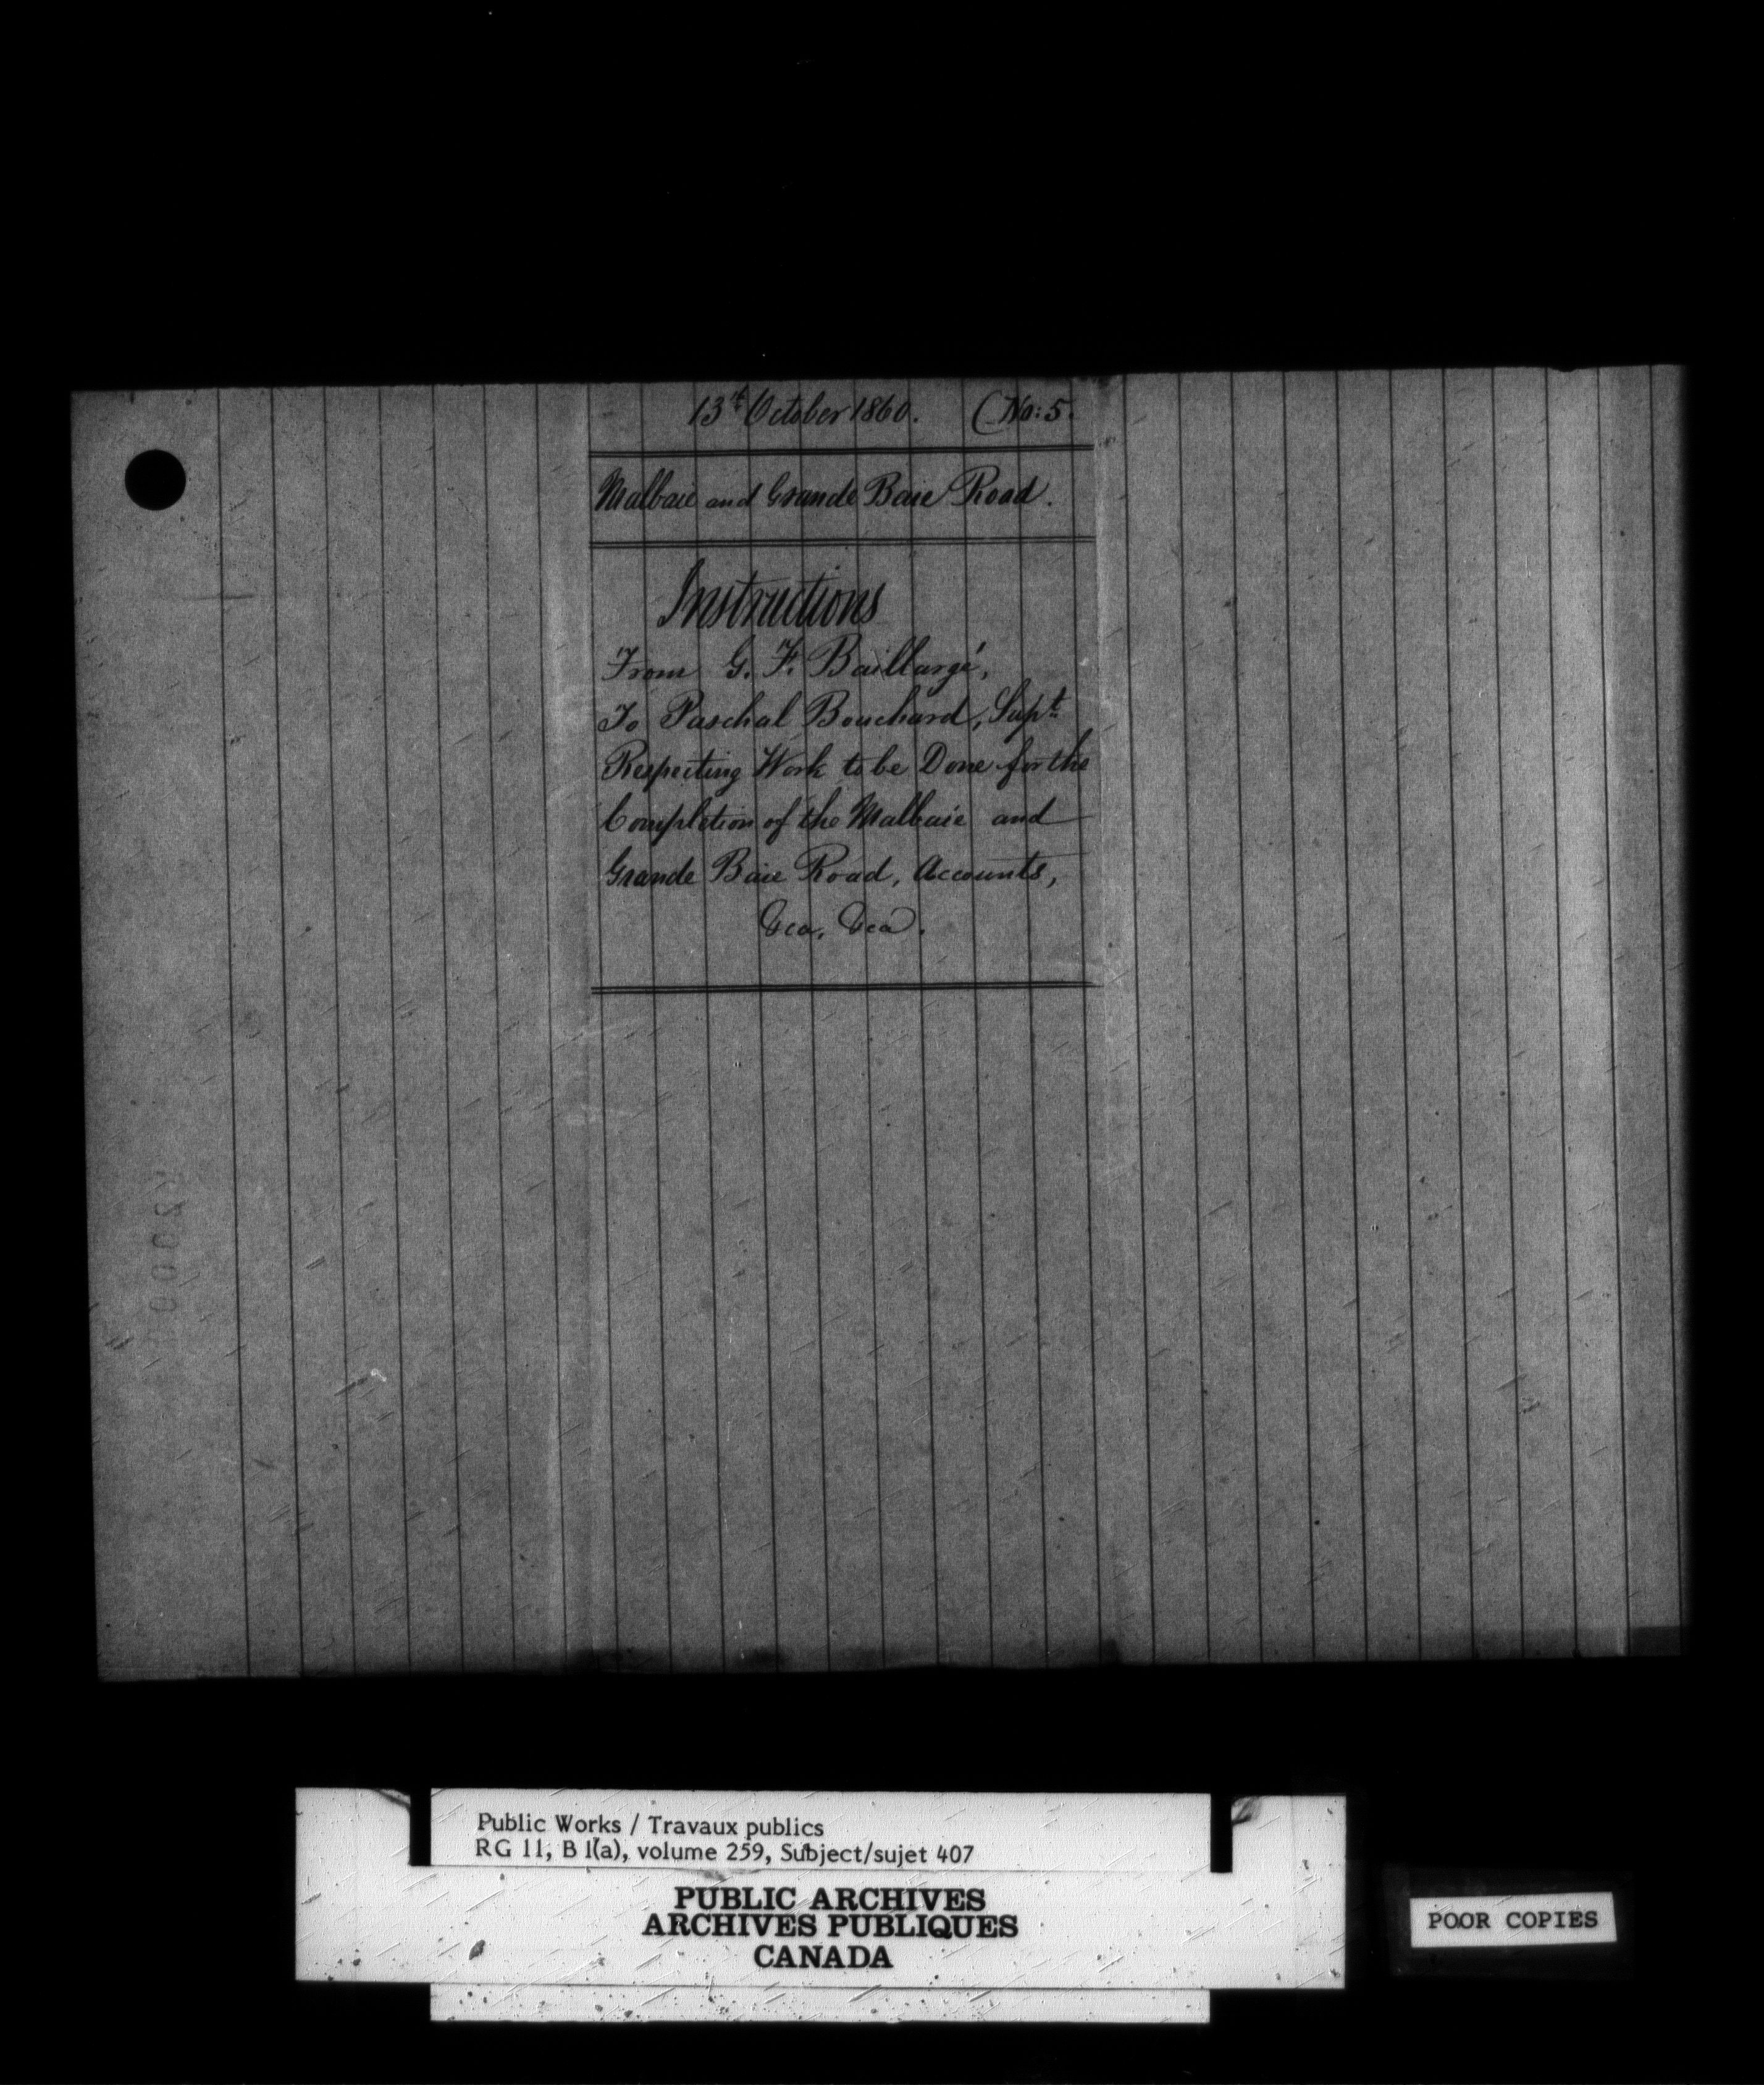 13th October 1860. (No: 5.
Malbaie and Grande Baie Road.
Instructions
From G. F. Baillargé,
To Paschal Bouchard, Supt.
Respecting Work to be Done for the
Completion of the Malbaie and
Grande Baie Road, Accounts,
&ca, &ca.
Public Works / Travaux publics
RG 11, B 1(a), volume 259, Subject/sujet 407
PUBLIC ARCHIVES
ARCHIVES PUBLIQUES
CANADA
POOR COPIES